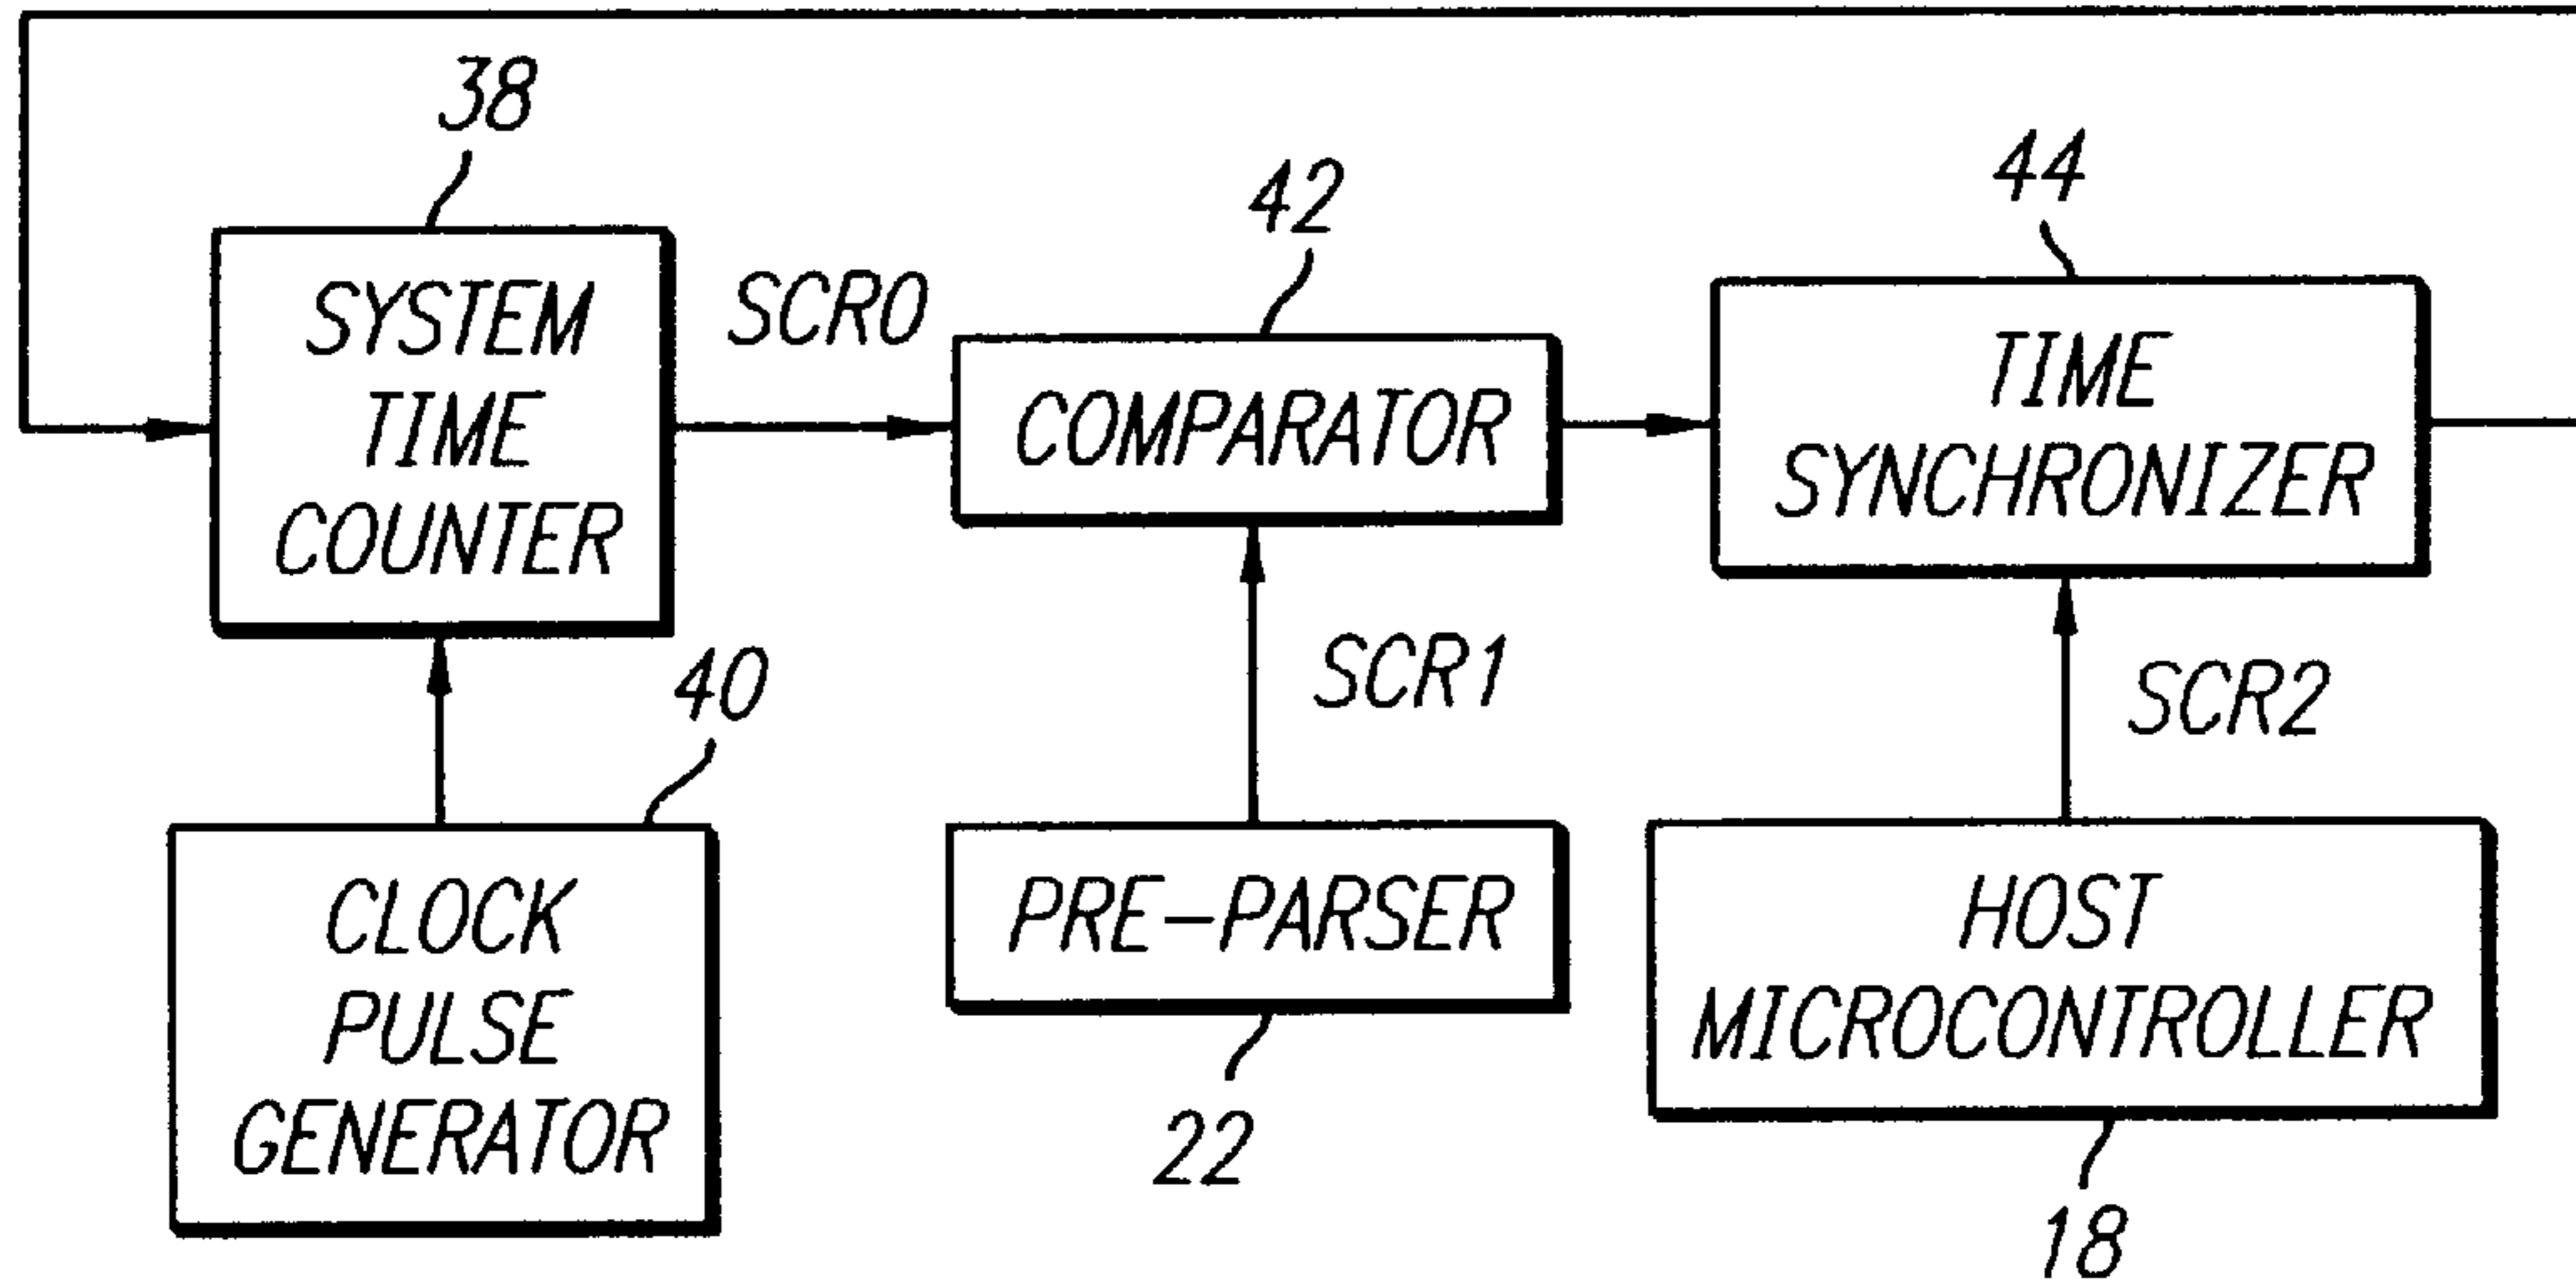 38
42
44
SYSTEM
TIME
COUNTER
SCR0
COMPARATOR
TIME
SYNCHRONIZER
40
SCR1
SCR2
CLOCK
PULSE
GENERATOR
PRE-PARSER
HOST
MICROCONTROLLER
22
18